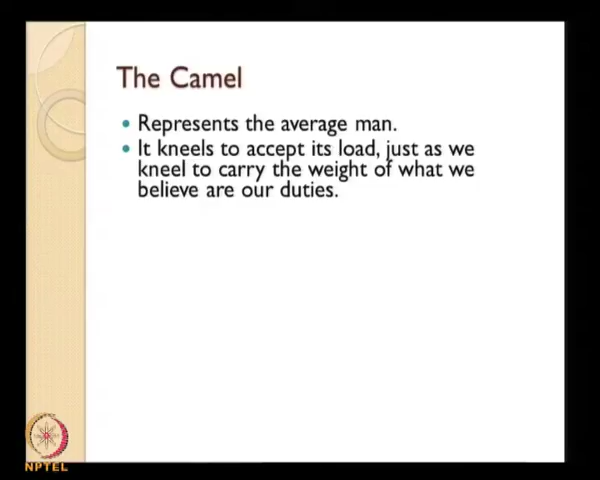 The Camel
• Represents the average man.
• It kneels to accept its load, just as we
kneel to carry the weight of what we
believe are our duties.
NPTEL